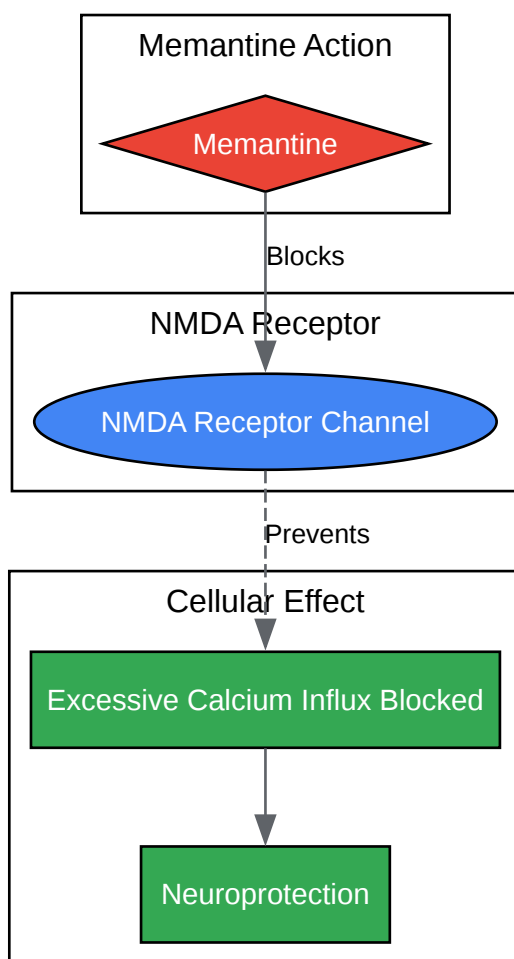 Memantine Action
Memantine
Blocks
NMDA Receptor
NMDA Receptor Channel
Prevents
Cellular Effect
Excessive Calcium Influx Blocked
Neuroprotection